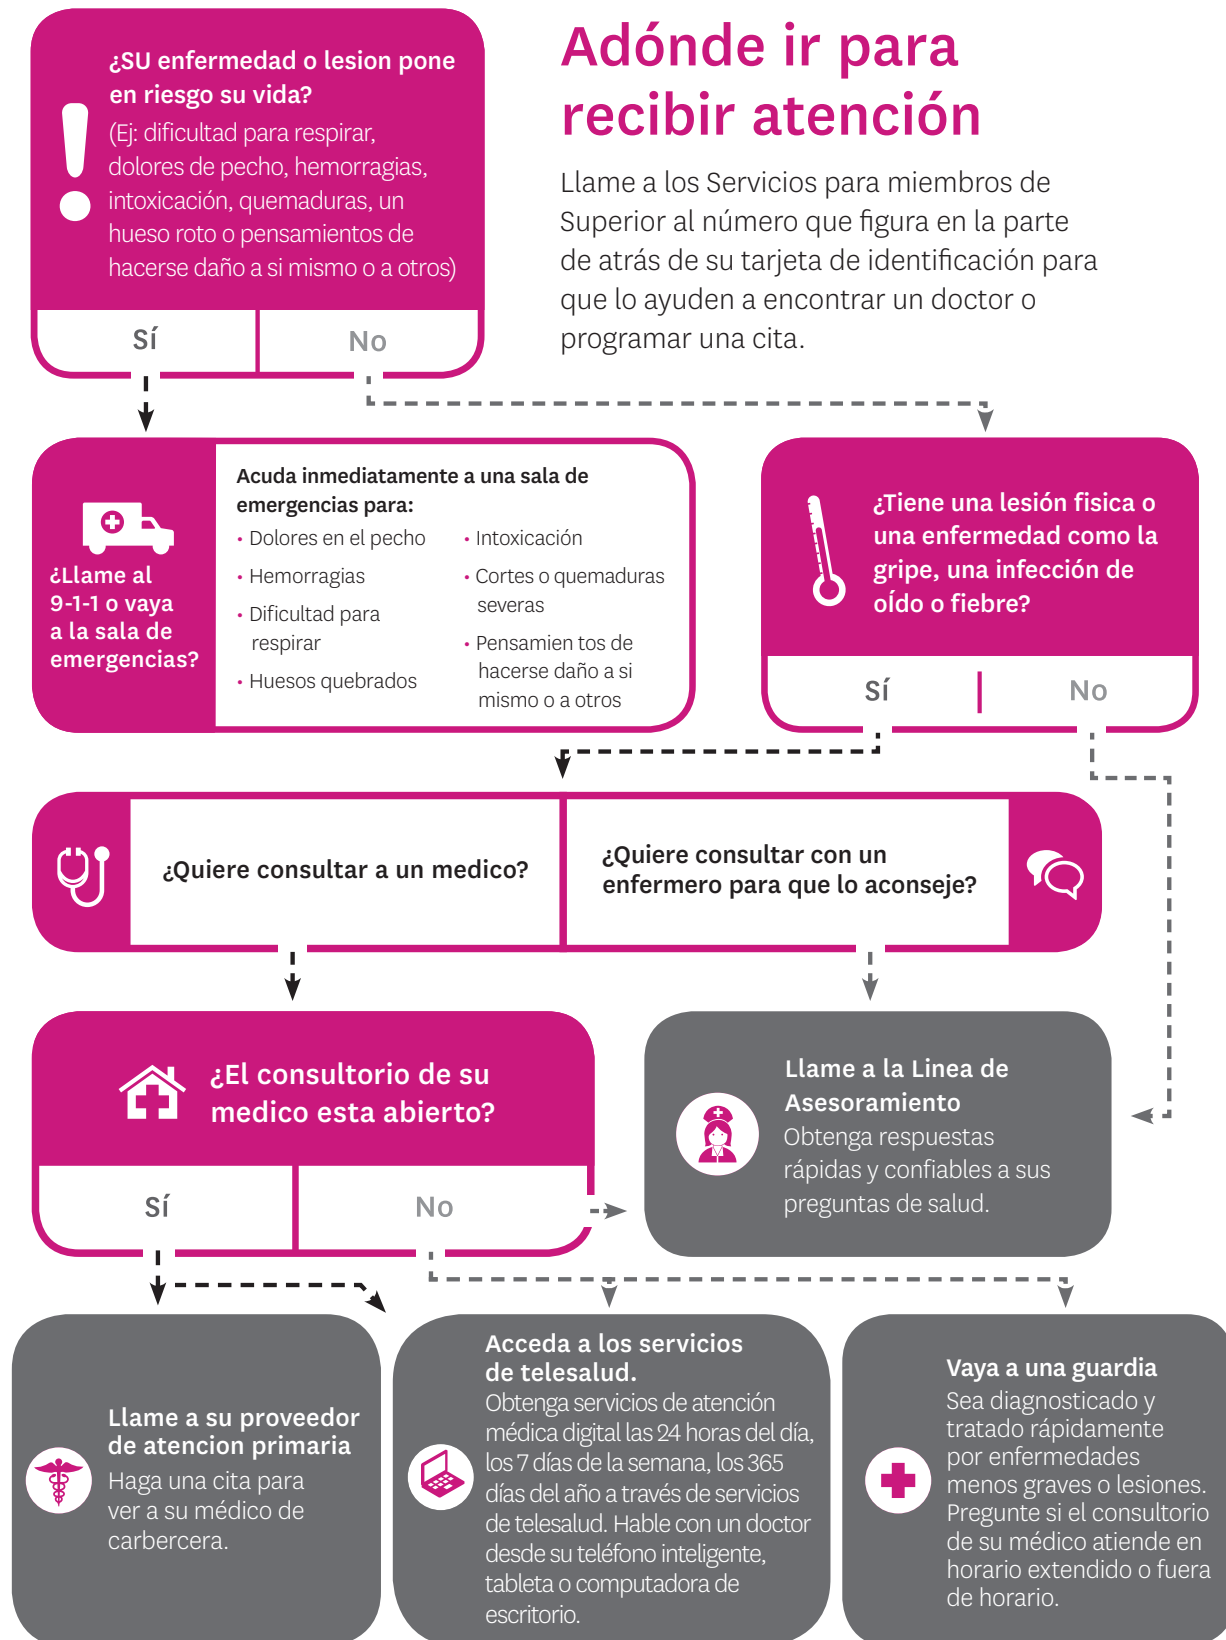 Adónde ir para
recibir atención
Llame a los Servicios para miembros de
Superior al número que figura en la parte
de atrás de su tarjeta de identificación para
que lo ayuden a encontrar un doctor o
programar una cita.
¿SU enfermedad o lesion pone
en riesgo su vida?
(Ej: dificultad para respirar,
dolores de pecho, hemorragias,
intoxicación, quemaduras, un
hueso roto o pensamientos de
hacerse daño a si mismo o a otros)
Sí
No
¿Llame al
9-1-1 o vaya
a la sala de
emergencias?
Acuda inmediatamente a una sala de
emergencias para:
• Dolores en el pecho
• Hemorragias
• Dificultad para
respirar
• Huesos quebrados
• Intoxicación
• Cortes o quemaduras
severas
• Pensamien tos de
hacerse daño a si
mismo o a otros
¿Tiene una lesión fisica o
una enfermedad como la
gripe, una infección de
oÍdo o fiebre?
Sí
No
¿Quiere consultar a un medico?
¿Quiere consultar con un
enfermero para que lo aconseje?
¿El consultorio de su
medico esta abierto?
Sí
No
Llame a la Linea de
Asesoramiento
Obtenga respuestas
rápidas y confiables a sus
preguntas de salud.
Llame a su proveedor
de atencion primaria
Haga una cita para
ver a su médico de
carbercera.
Acceda a los servicios
de telesalud.
Obtenga servicios de atención
médica digital las 24 horas del día,
los 7 días de la semana, los 365
días del año a través de servicios
de telesalud. Hable con un doctor
desde su teléfono inteligente,
tableta o computadora de
escritorio.
Vaya a una guardia
Sea diagnosticado y
tratado rápidamente
por enfermedades
menos graves o lesiones.
Pregunte si el consultorio
de su médico atiende en
horario extendido o fuera
de horario.